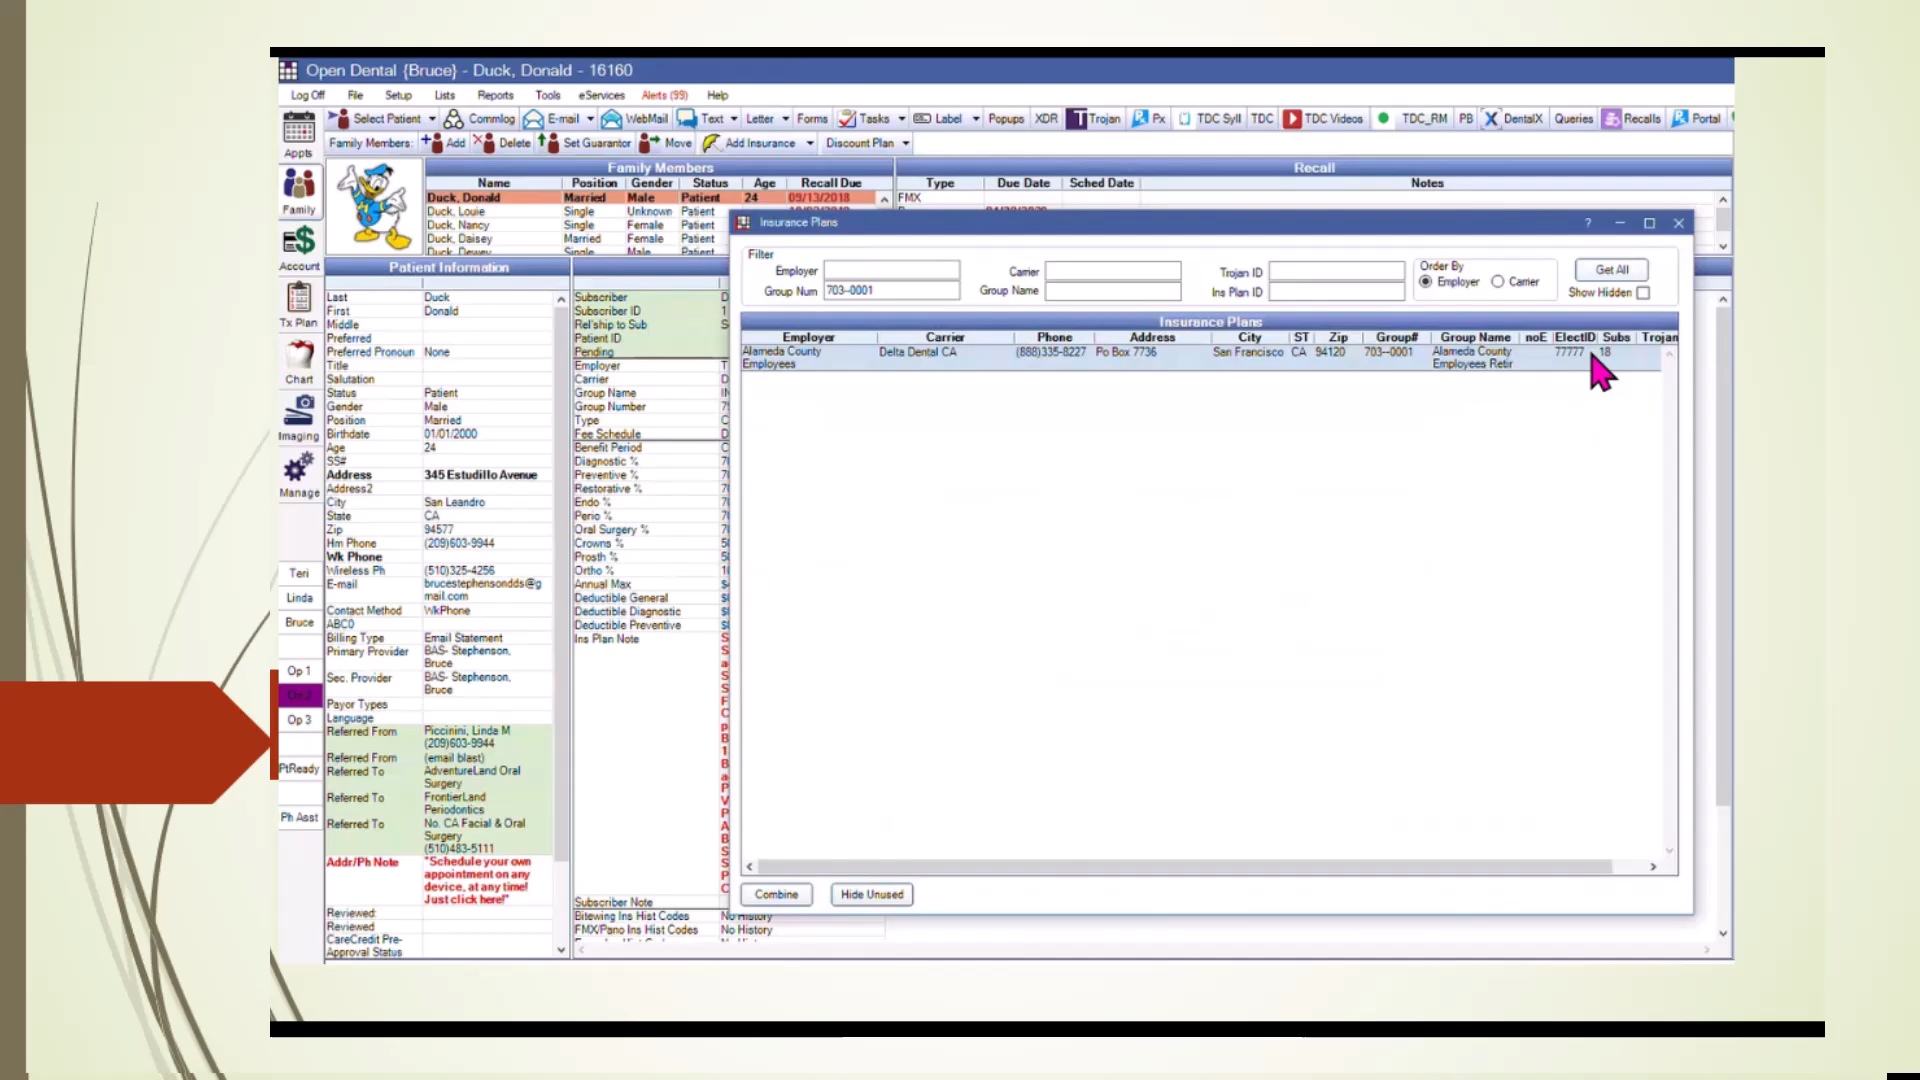 Open Dental {Bruce} - Duck, Donald - 16160
Log Off File Setup Lists Reports Tools eServices Alerts (99) Help
Select Patient Commlog E-mail WebMail Text Letter Forms Tasks Label Popups XDR Trojan Px TDC Syll TDC TDC Videos TDC_RM PB DentalX Queries Recalls Portal
Family Members: Add Delete Set Guarantor Move Add Insurance Discount Plan
Appts
Family
Account
Tx Plan
Chart
Imaging
Manage
Teri
Linda
Bruce
Op 1
Op 2
Op 3
PtReady
Ph Asst
Family Members
Name Position Gender Status Age Recall Due
Duck, Donald Married Male Patient 24 09/13/2018
Duck, Louie Single Unknown Patient
Duck, Nancy Single Female Patient
Duck, Daisey Married Female Patient
Duck, Dewey Single Male Patient
Recall
Type Due Date Sched Date Notes
FMX
Patient Information
Last Duck
First Donald
Middle
Preferred
Preferred Pronoun None
Title
Salutation
Status Patient
Gender Male
Position Married
Birthdate 01/01/2000
Age 24
SS#
Address 345 Estudillo Avenue
Address2
City San Leandro
State CA
Zip 94577
Hm Phone (209)603-9944
Wk Phone
Wireless Ph (510)325-4256
E-mail brucestephensondds@g
mail.com
Contact Method WkPhone
ABC0
Billing Type Email Statement
Primary Provider BAS- Stephenson,
Bruce
Sec. Provider BAS- Stephenson,
Bruce
Payor Types
Language
Referred From Piccinini, Linda M
(209)603-9944
Referred From (email blast)
Referred To AdventureLand Oral
Surgery
Referred To FrontierLand
Periodontics
Referred To No. CA Facial & Oral
Surgery
(510)483-5111
Addr/Ph Note "Schedule your own
appointment on any
device, at any time!
Just click here!"
Reviewed:
Reviewed
CareCredit Pre-
Approval Status
Subscriber D
Subscriber ID 1
Rel'ship to Sub S
Patient ID
Pending
Employer T
Carrier D
Group Name
Group Number
Type
Fee Schedule D
Benefit Period
Diagnostic %
Preventive %
Restorative %
Endo %
Perio %
Oral Surgery %
Crowns %
Prosth %
Ortho %
Annual Max
Deductible General
Deductible Diagnostic
Deductible Preventive
Ins Plan Note
Subscriber Note
Bitewing Ins Hist Codes No History
FMX/Pano Ins Hist Codes No History
Insurance Plans
Filter
Employer Carrier Trojan ID
Group Num 703--0001 Group Name Ins Plan ID
Order By
Employer Carrier
Get All
Show Hidden
Insurance Plans
Employer Carrier Phone Address City ST Zip Group# Group Name noE ElectID Subs Trojan
Alameda County Delta Dental CA (888)335-8227 Po Box 7736 San Francisco CA 94120 703--0001 Alameda County 77777 18
Employees Employees Retir
Combine Hide Unused